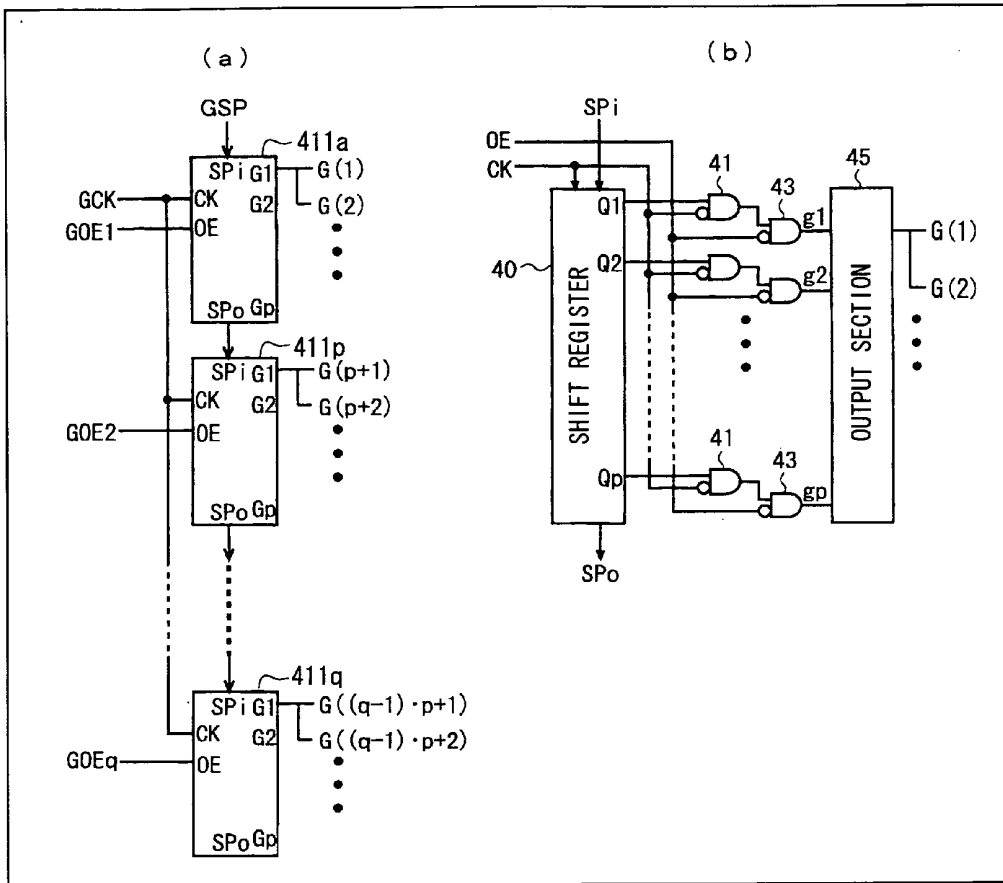 (a)
GSP
411a
SPi G1
G(1)
GCK
CK
G2
G(2)
GOE1
OE
SPo Gp
411p
SPi G1
G(p+1)
CK
G2
G(p+2)
GOE2
OE
SPo Gp
411q
SPi G1
G((q-1)·p+1)
CK
G2
G((q-1)·p+2)
GOEq
OE
SPo Gp
(b)
SPi
OE
CK
41
45
Q1
43
g1
G(1)
40
Q2
g2
G(2)
SHIFT REGISTER
OUTPUT SECTION
41
Qp
43
gp
SPo